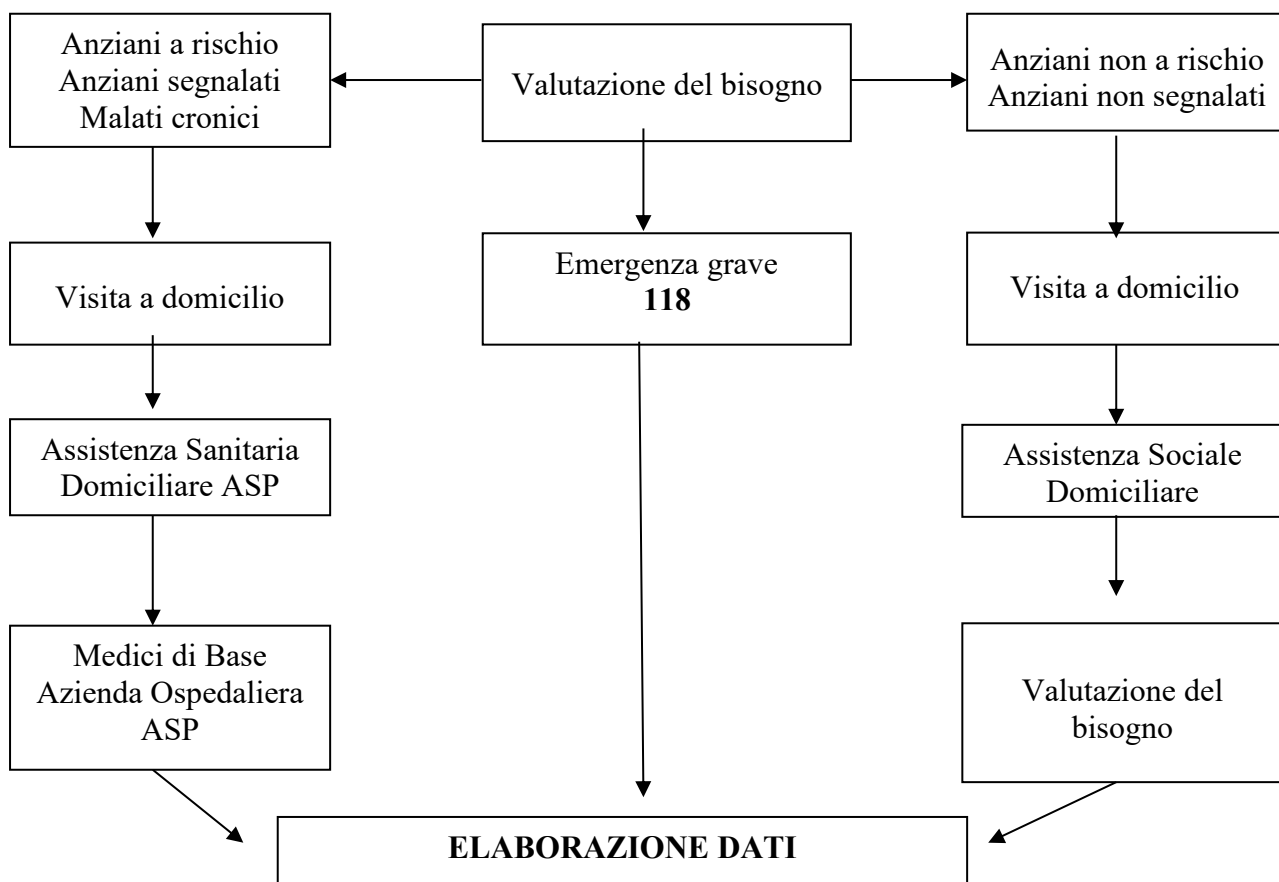 Anziani a rischio
Anziani segnalati
Malati cronici
Valutazione del bisogno
Anziani non a rischio
Anziani non segnalati
Visita a domicilio
Emergenza grave
118
Visita a domicilio
Assistenza Sanitaria
Domiciliare ASP
Assistenza Sociale
Domiciliare
Medici di Base
Azienda Ospedaliera
ASP
Valutazione del
bisogno
ELABORAZIONE DATI